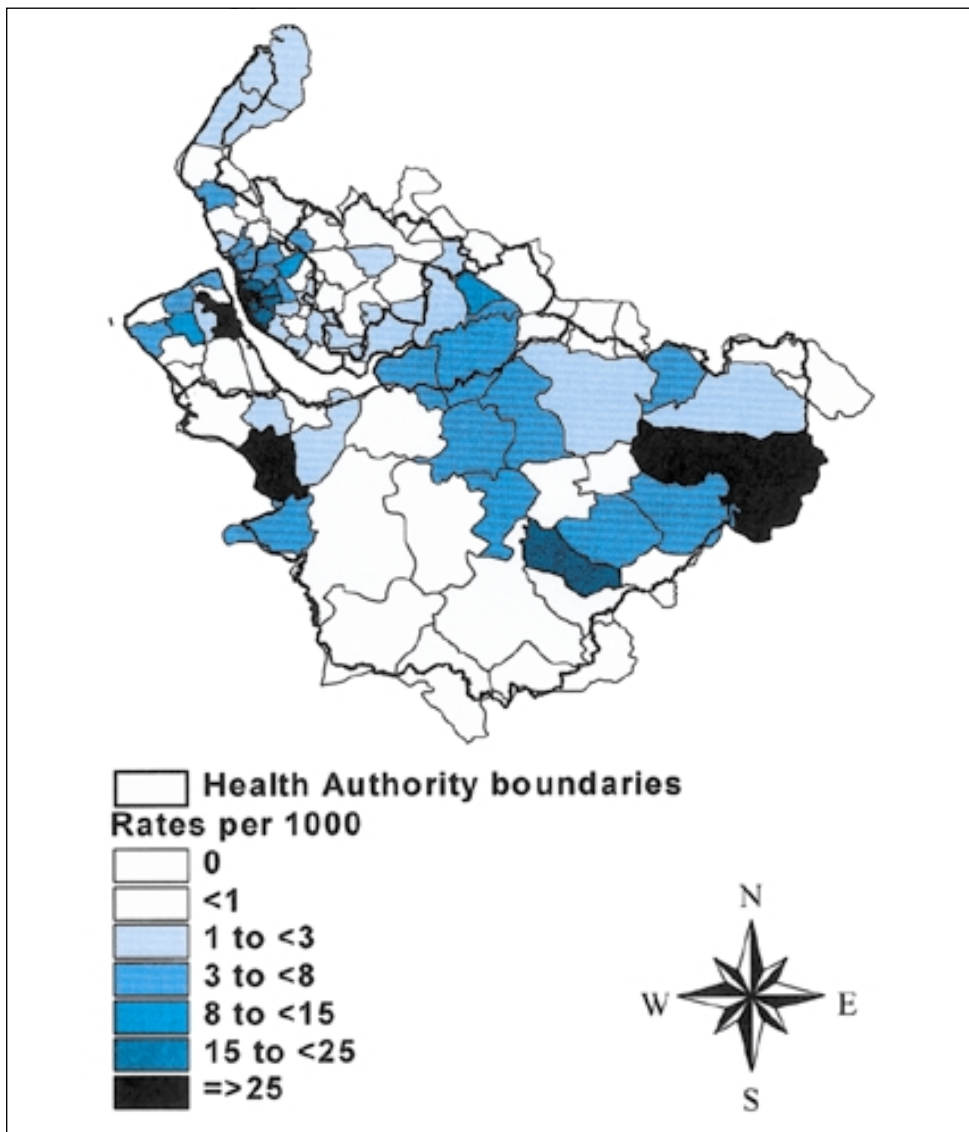 Health Authority boundaries
Rates per 1000
0
<1
1 to <3
3 to <8
8 to <15
15 to <25
=>25
N
W E
S